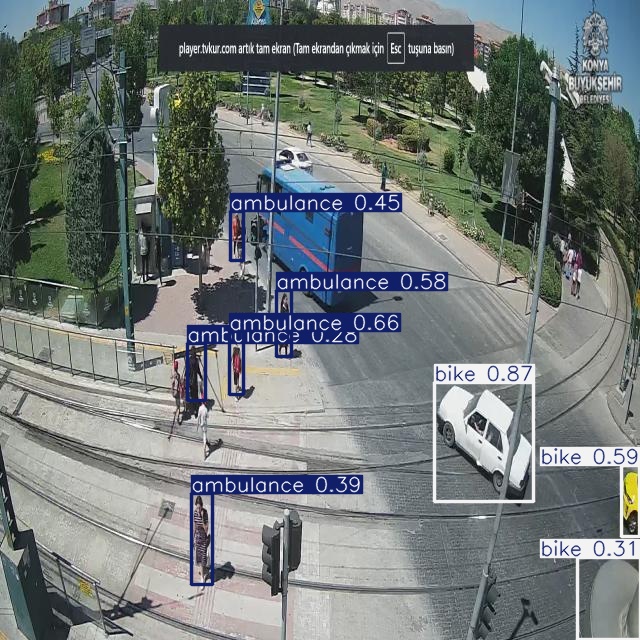 player.tvkur.com artık tam ekran (Tam ekrandan çıkmak için Esc tuşuna basın)
KONYA
BÜYÜKŞEHİR
BELEDİYESİ
ambulance 0.45
ambulance 0.58
ambulance 0.66
ambulance 0.28
bike 0.87
bike 0.59
ambulance 0.39
bike 0.31